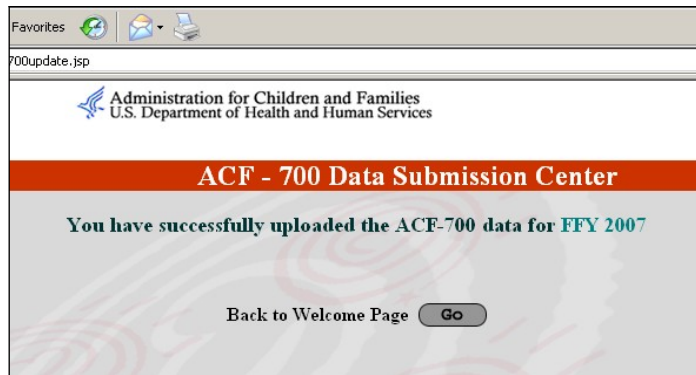 Favorites
700update.jsp
Administration for Children and Families
U.S. Department of Health and Human Services
ACF - 700 Data Submission Center
You have successfully uploaded the ACF-700 data for FFY 2007
Back to Welcome Page Go